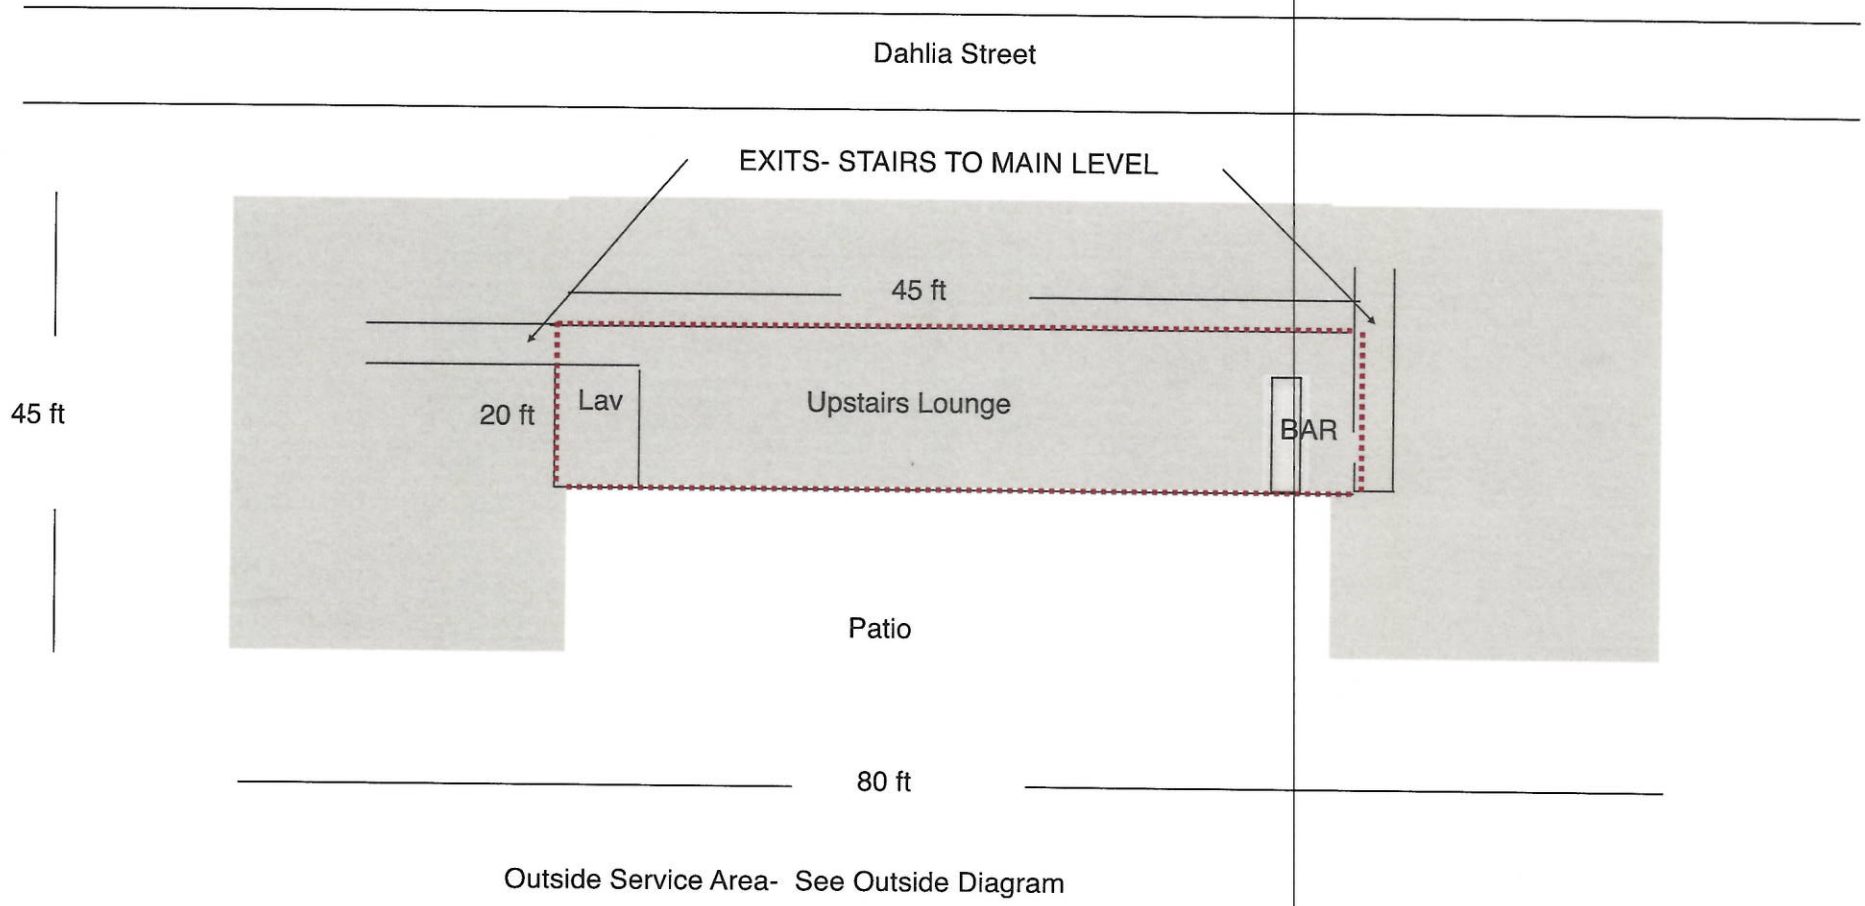 Dahlia Street
EXITS- STAIRS TO MAIN LEVEL
45 ft
45 ft
20 ft
Lav
Upstairs Lounge
BAR
Patio
80 ft
Outside Service Area- See Outside Diagram